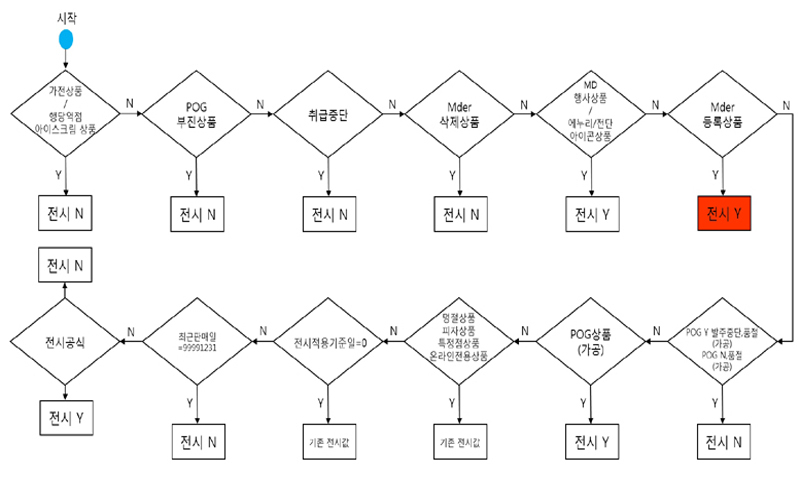 시작
가전상품
/
행당역점
아이스크림 상품
N
POG
부진상품
N
취급중단
N
Mder
삭제상품
N
MD
행사상품
/
에누리/전단
아이콘상품
N
Mder
등록상품
N
Y
Y
Y
Y
Y
Y
전시 N
전시 N
전시 N
전시 N
전시 Y
전시 Y
전시 N
전시공식
N
최근판매일
=99991231
N
전시적용기준일=0
N
명절상품
피자상품
특정점상품
온라인전용상품
N
POG상품
(가공)
N
POG Y 발주중단,품절
(가공)
POG N,품절
(가공)
Y
Y
Y
Y
Y
Y
전시 Y
전시 N
기존 전시값
기존 전시값
전시 Y
전시 N